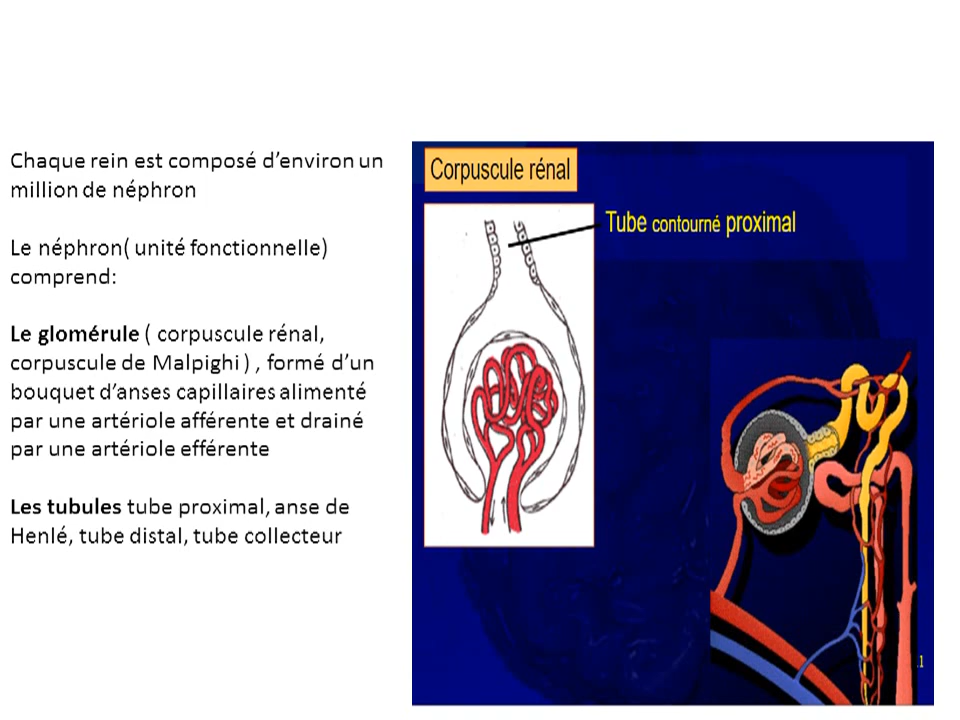 Chaque rein est composé d’environ un
million de néphron
Le néphron( unité fonctionnelle)
comprend:
Le glomérule ( corpuscule rénal,
corpuscule de Malpighi ) , formé d’un
bouquet d’anses capillaires alimenté
par une artériole afférente et drainé
par une artériole efférente
Les tubules tube proximal, anse de
Henlé, tube distal, tube collecteur
Corpuscule rénal
Tube contourné proximal
11